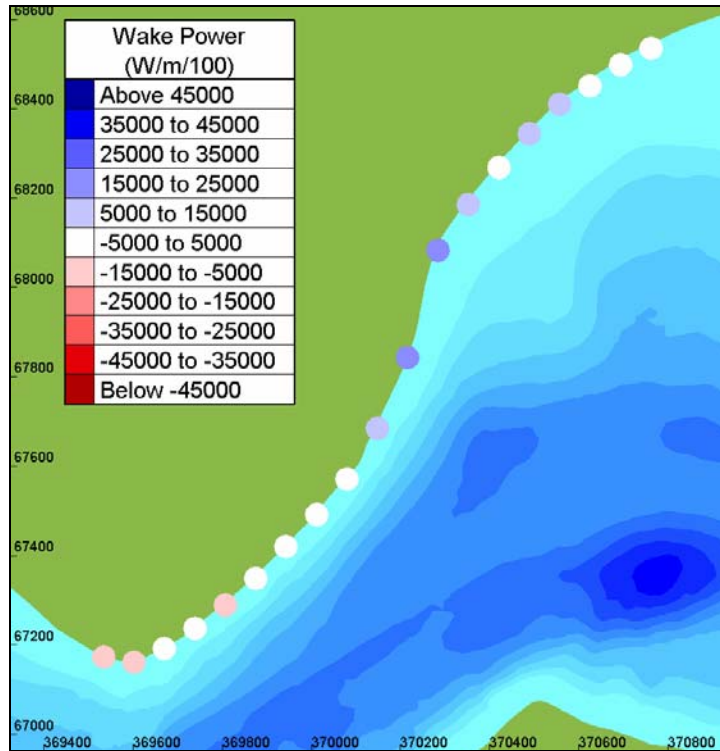 68600
Wake Power
(W/m/100)
Above 45000
35000 to 45000
25000 to 35000
15000 to 25000
5000 to 15000
-5000 to 5000
-15000 to -5000
-25000 to -15000
-35000 to -25000
-45000 to -35000
Below -45000
68400
68200
68000
67800
67600
67400
67200
67000
369400 369600 369800 370000 370200 370400 370600 370800